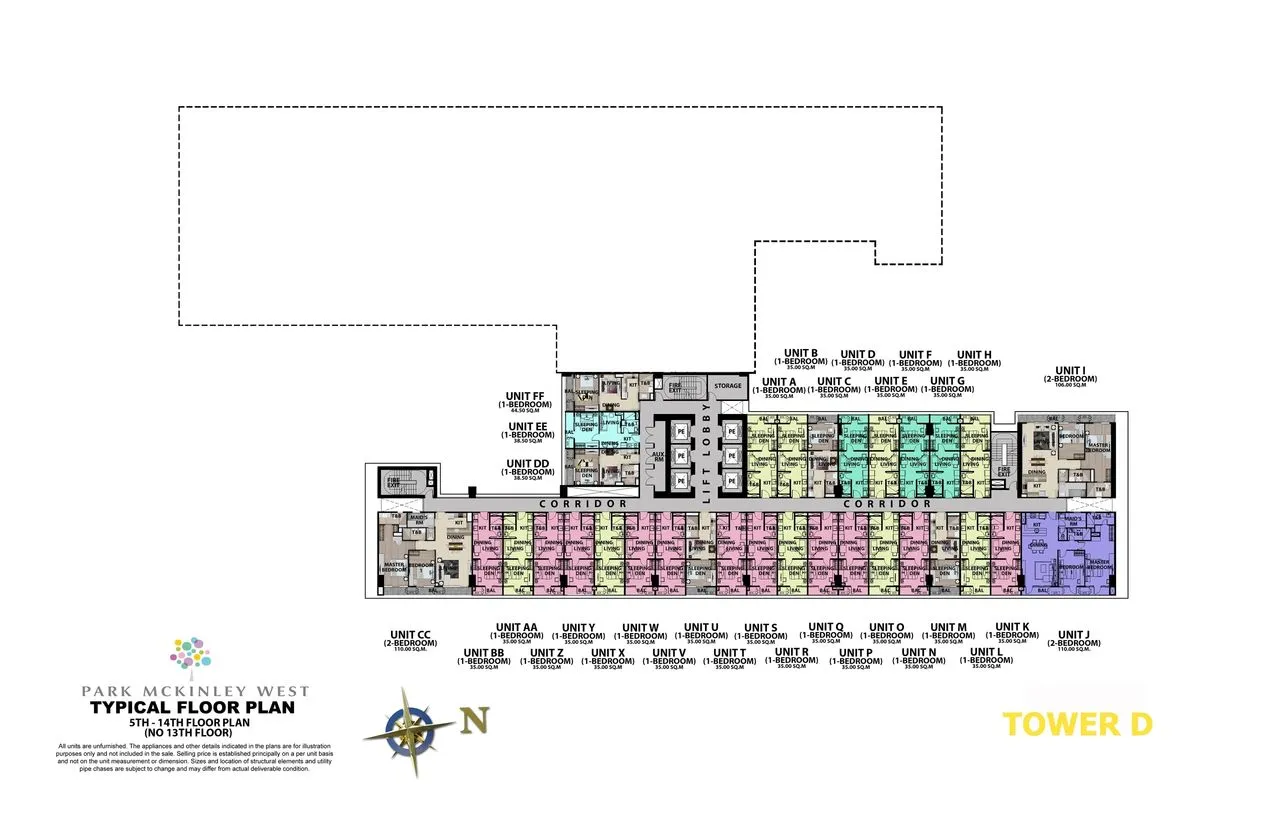 UNIT B
(1-BEDROOM)
35.00 SQ.M
UNIT D
(1-BEDROOM)
35.00 SQ.M
UNIT F
(1-BEDROOM)
35.00 SQ.M
UNIT H
(1-BEDROOM)
35.00 SQ.M
UNIT A
(1-BEDROOM)
35.00 SQ.M
UNIT C
(1-BEDROOM)
35.00 SQ.M
UNIT E
(1-BEDROOM)
35.00 SQ.M
UNIT G
(1-BEDROOM)
35.00 SQ.M
UNIT I
(2-BEDROOM)
106.00 SQ.M
UNIT FF
(1-BEDROOM)
44.50 SQ.M
UNIT EE
(1-BEDROOM)
38.50 SQ.M
UNIT DD
(1-BEDROOM)
38.50 SQ.M
FIRE
EXIT
STORAGE
LIFT LOBBY
AUX.
RM
PE
PE
PE
PE
PE
PE
FIRE
EXIT
FIRE
EXIT
CORRIDOR
CORRIDOR
BAL
SLEEPING
DEN
LIVING
DINING
KIT
T&B
MASTER
BEDROOM
BEDROOM
MAID'S
RM
UNIT CC
(2-BEDROOM)
110.00 SQ.M.
UNIT AA
(1-BEDROOM)
35.00 SQ.M
UNIT Y
(1-BEDROOM)
35.00 SQ.M
UNIT W
(1-BEDROOM)
35.00 SQ.M
UNIT U
(1-BEDROOM)
35.00 SQ.M
UNIT S
(1-BEDROOM)
35.00 SQ.M
UNIT Q
(1-BEDROOM)
35.00 SQ.M
UNIT O
(1-BEDROOM)
35.00 SQ.M
UNIT M
(1-BEDROOM)
35.00 SQ.M
UNIT K
(1-BEDROOM)
35.00 SQ.M
UNIT J
(2-BEDROOM)
110.00 SQ.M.
UNIT BB
(1-BEDROOM)
35.00 SQ.M
UNIT Z
(1-BEDROOM)
35.00 SQ.M
UNIT X
(1-BEDROOM)
35.00 SQ.M
UNIT V
(1-BEDROOM)
35.00 SQ.M
UNIT T
(1-BEDROOM)
35.00 SQ.M
UNIT R
(1-BEDROOM)
35.00 SQ.M
UNIT P
(1-BEDROOM)
35.00 SQ.M
UNIT N
(1-BEDROOM)
35.00 SQ.M
UNIT L
(1-BEDROOM)
35.00 SQ.M
PARK MCKINLEY WEST
TYPICAL FLOOR PLAN
5TH - 14TH FLOOR PLAN
(NO 13TH FLOOR)
All units are unfurnished. The appliances and other details indicated in the plans are for illustration
purposes only and not included in the sale. Selling price is established principally on a per unit basis
and not on the unit measurement or dimension. Sizes and location of structural elements and utility
pipe chases are subject to change and may differ from actual deliverable condition.
N
TOWER D